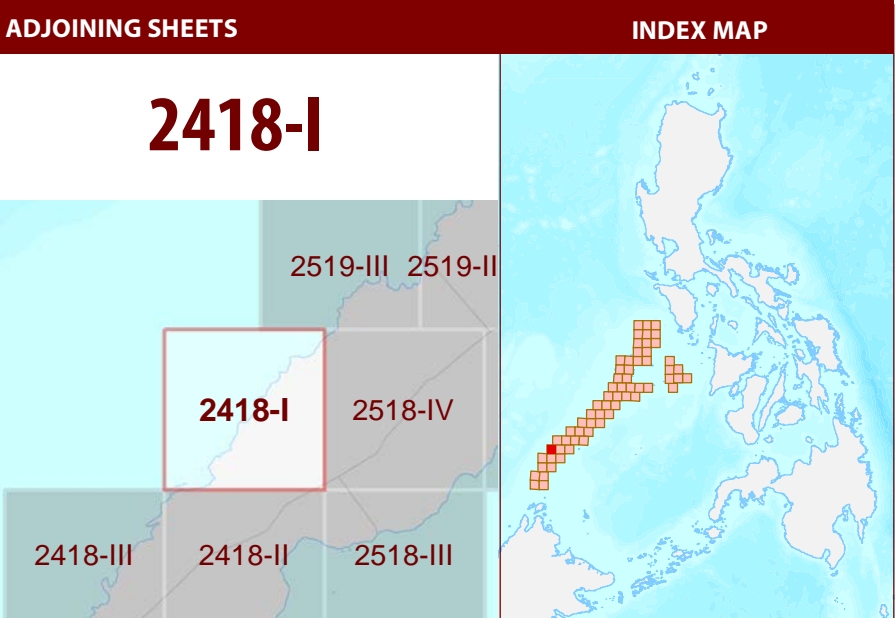 ADJOINING SHEETS
INDEX MAP
2418-I
2519-III
2519-II
2418-I
2518-IV
2418-III
2418-II
2518-III